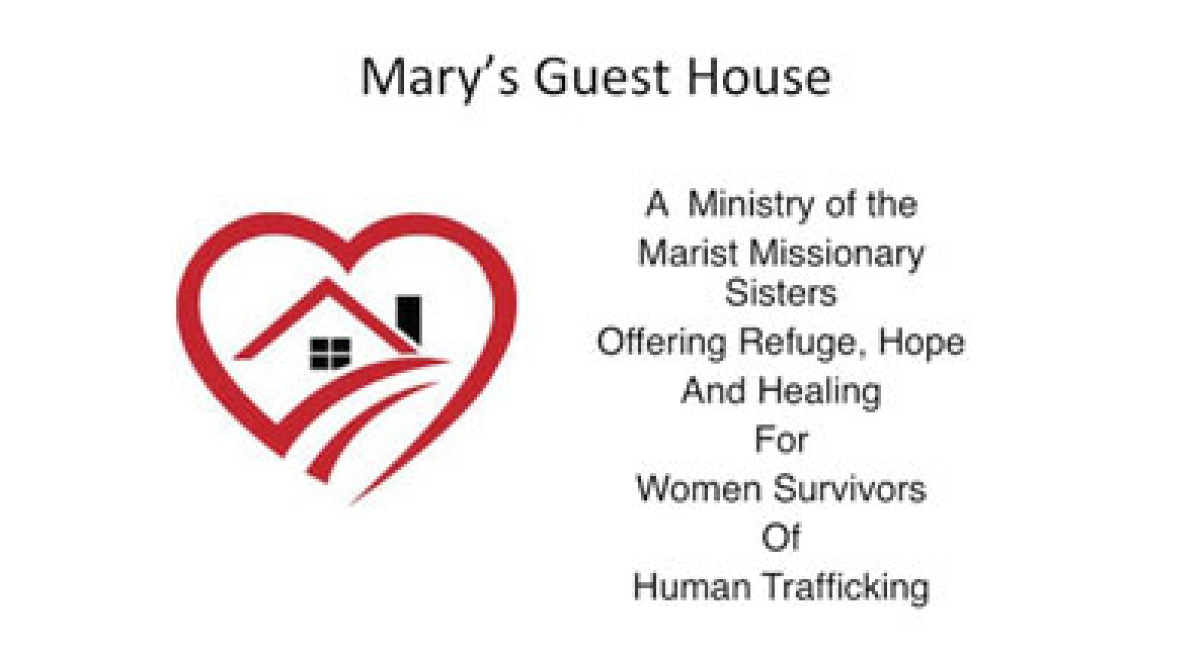 Mary’s Guest House
A Ministry of the
Marist Missionary
Sisters
Offering Refuge, Hope
And Healing
For
Women Survivors
Of
Human Trafficking